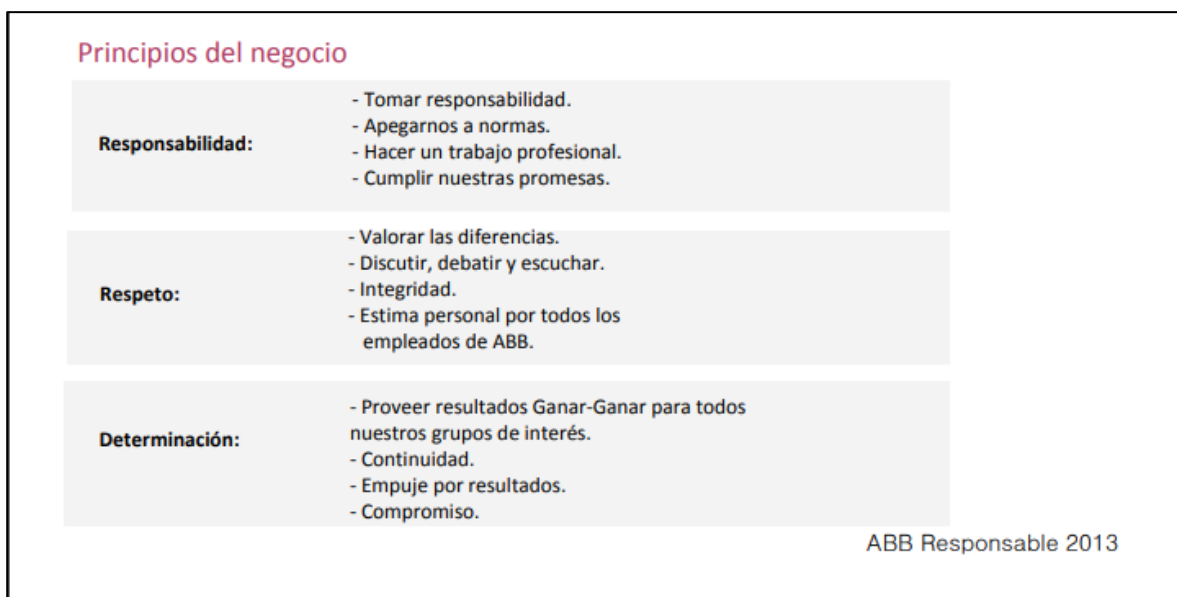 Principios del negocio
Responsabilidad:
- Tomar responsabilidad.
- Apegarnos a normas.
- Hacer un trabajo profesional.
- Cumplir nuestras promesas.
Respeto:
- Valorar las diferencias.
- Discutir, debatir y escuchar.
- Integridad.
- Estima personal por todos los
empleados de ABB.
Determinación:
- Proveer resultados Ganar-Ganar para todos
nuestros grupos de interés.
- Continuidad.
- Empuje por resultados.
- Compromiso.
ABB Responsable 2013